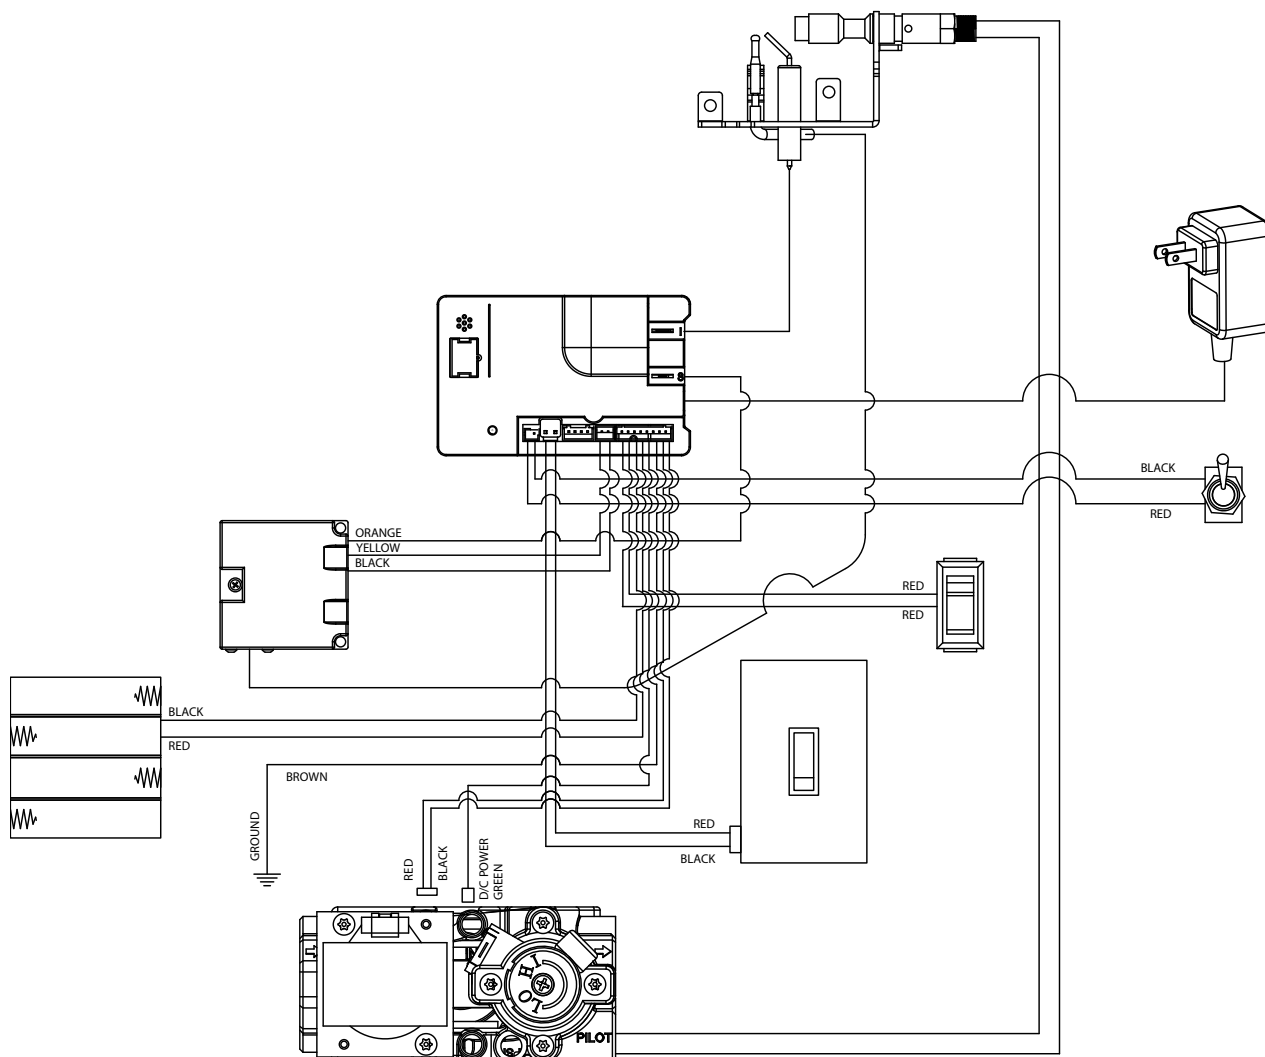 BLACK
RED
ORANGE
YELLOW
BLACK
RED
RED
BLACK
RED
BROWN
GROUND
RED
BLACK
D/C POWER
GREEN
RED
BLACK
HI
LO
PILOT